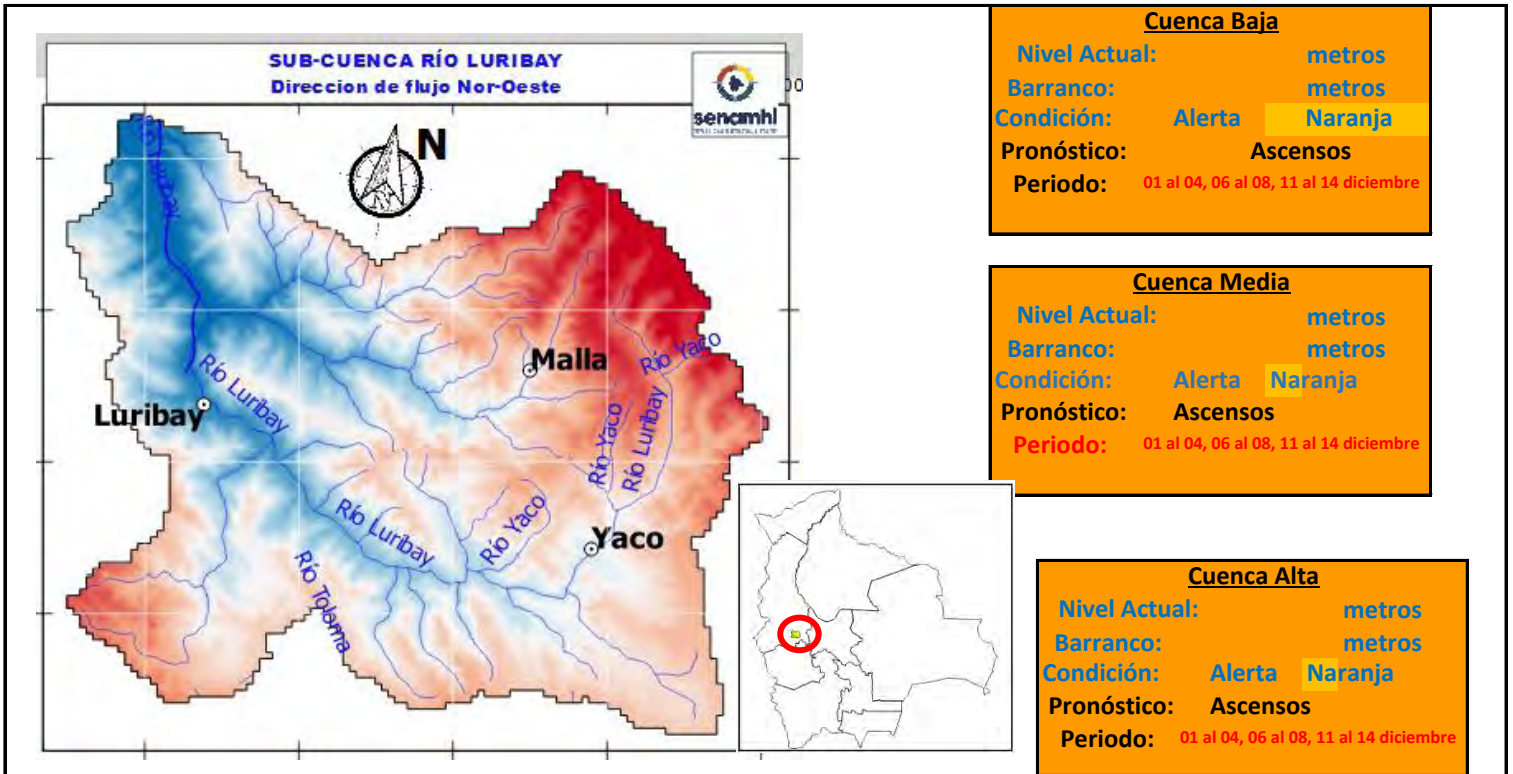 SUB-CUENCA RÍO LURIBAY
Direccion de flujo Nor-Oeste
senamhi
00
N
Río Luribay
Malla
Río Yaco
Luribay
Río Luribay
Río Yaco
Río Luribay
Río Luribay
Río Yaco
Yaco
Río Toloma
Cuenca Baja
Nivel Actual: metros
Barranco: metros
Condición: Alerta Naranja
Pronóstico: Ascensos
Periodo: 01 al 04, 06 al 08, 11 al 14 diciembre
Cuenca Media
Nivel Actual: metros
Barranco: metros
Condición: Alerta Naranja
Pronóstico: Ascensos
Periodo: 01 al 04, 06 al 08, 11 al 14 diciembre
Cuenca Alta
Nivel Actual: metros
Barranco: metros
Condición: Alerta Naranja
Pronóstico: Ascensos
Periodo: 01 al 04, 06 al 08, 11 al 14 diciembre